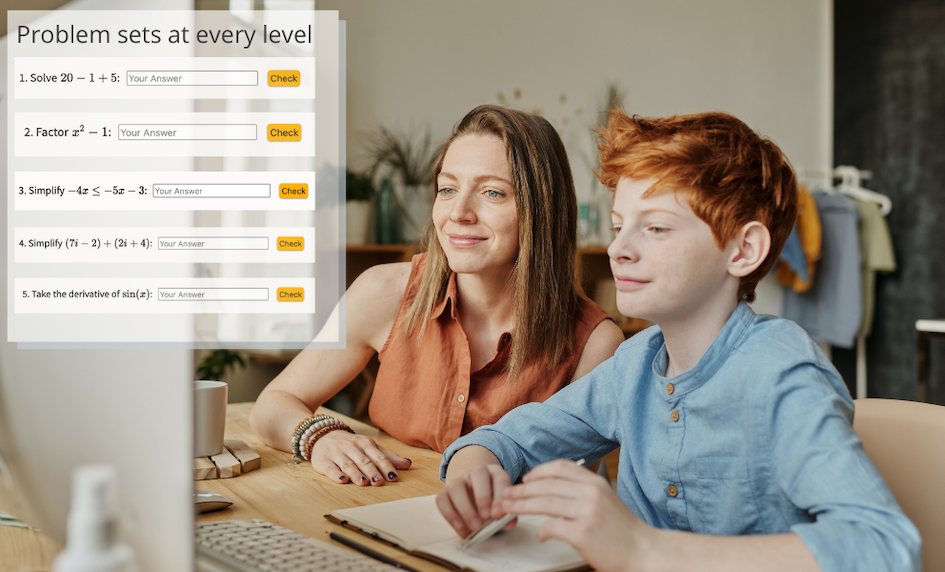 Problem sets at every level
1. Solve 20 − 1 + 5: Your Answer Check
2. Factor x² − 1: Your Answer Check
3. Simplify −4x ≤ −5x − 3: Your Answer Check
4. Simplify (7i − 2) + (2i + 4): Your Answer Check
5. Take the derivative of sin(x): Your Answer Check